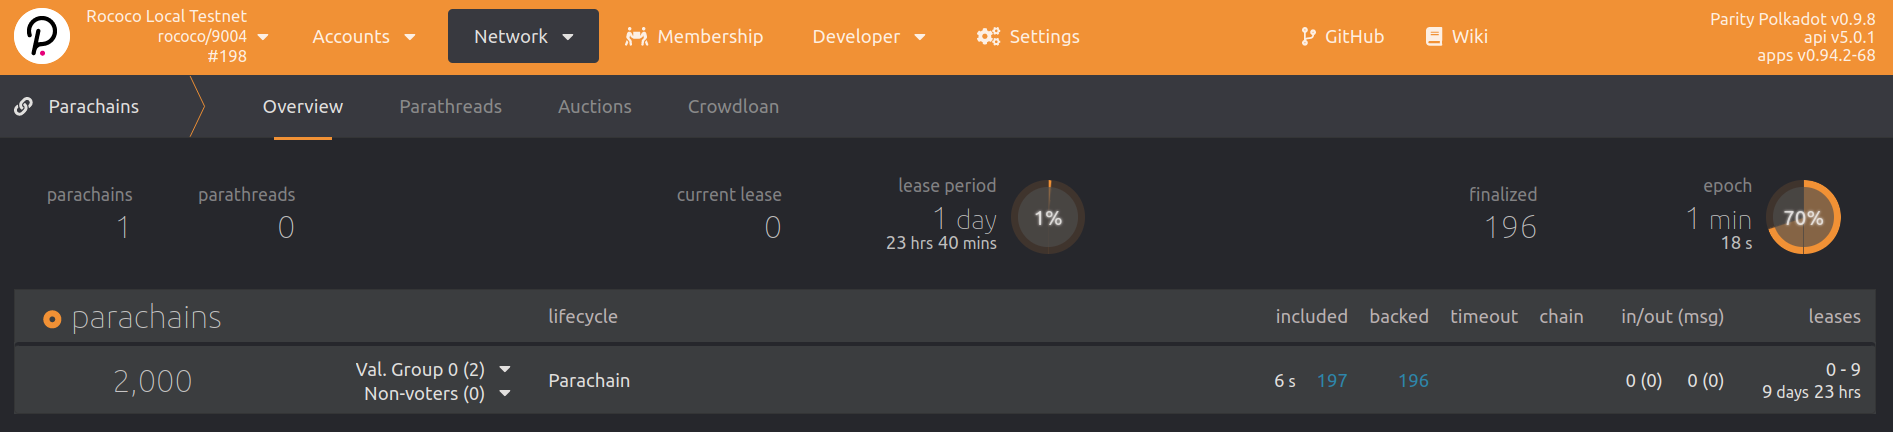 Rococo Local Testnet
rococo/9004
#198
Accounts
Network
Membership
Developer
Settings
GitHub
Wiki
Parity Polkadot v0.9.8
api v5.0.1
apps v0.94.2-68
Parachains
Overview
Parathreads
Auctions
Crowdloan
parachains
1
parathreads
0
current lease
0
lease period
1 day
23 hrs 40 mins
1%
finalized
196
epoch
1 min
18 s
70%
parachains lifecycle included backed timeout chain in/out (msg) leases
2,000
Val. Group 0 (2)
Non-voters (0)
Parachain
6 s 197 196 0 (0) 0 (0)
0 - 9
9 days 23 hrs